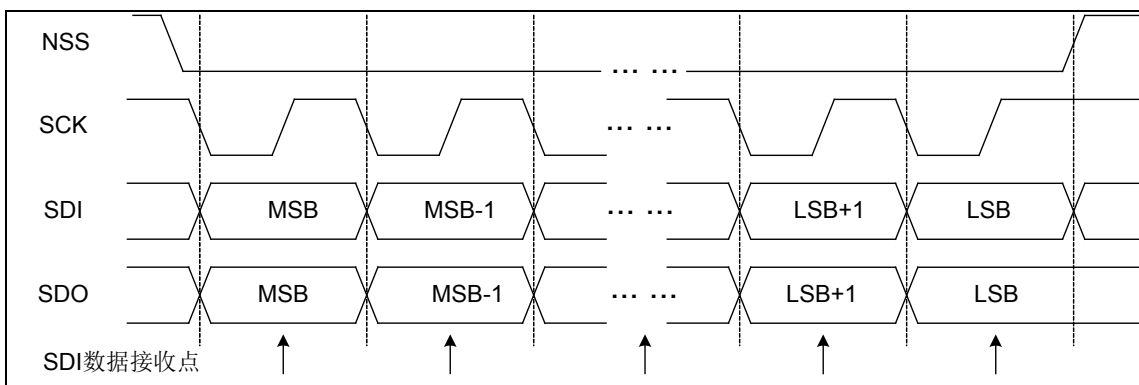 NSS
... ...
SCK
... ...
SDI MSB MSB-1 ... ... LSB+1 LSB
SDO MSB MSB-1 ... ... LSB+1 LSB
SDI数据接收点